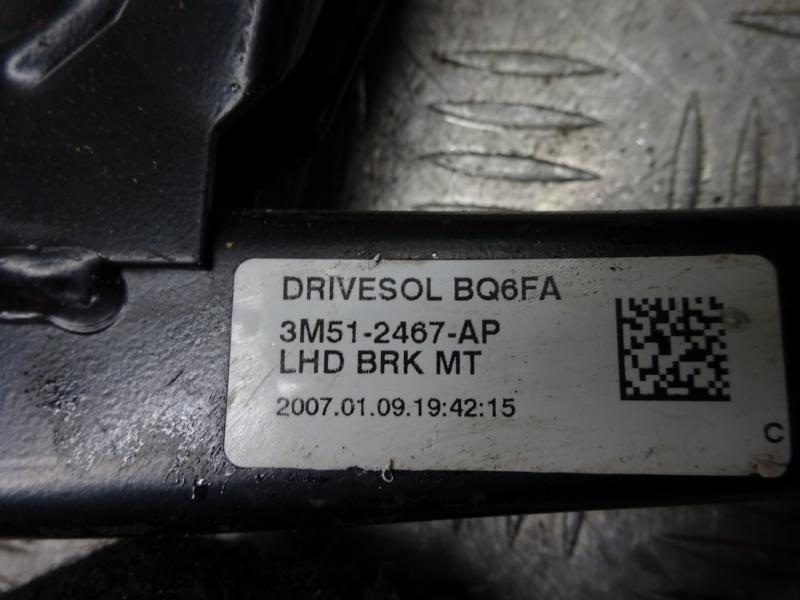 DRIVESOL BQ6FA
3M51-2467-AP
LHD BRK MT
2007.01.09.19:42:15
C